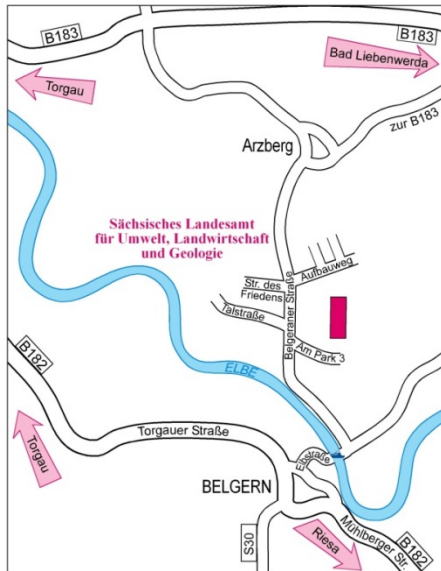 B183
B183
Torgau
Bad Liebenwerda
zur B183
Arzberg
Sächsisches Landesamt
für Umwelt, Landwirtschaft
und Geologie
Aufbauweg
Str. des
Friedens
Talstraße
Belgeraner Straße
Am Park 3
B182
ELBE
Torgau
Torgauer Straße
Elbstraße
BELGERN
Mühlberger Str.
S30
Riesa
B182